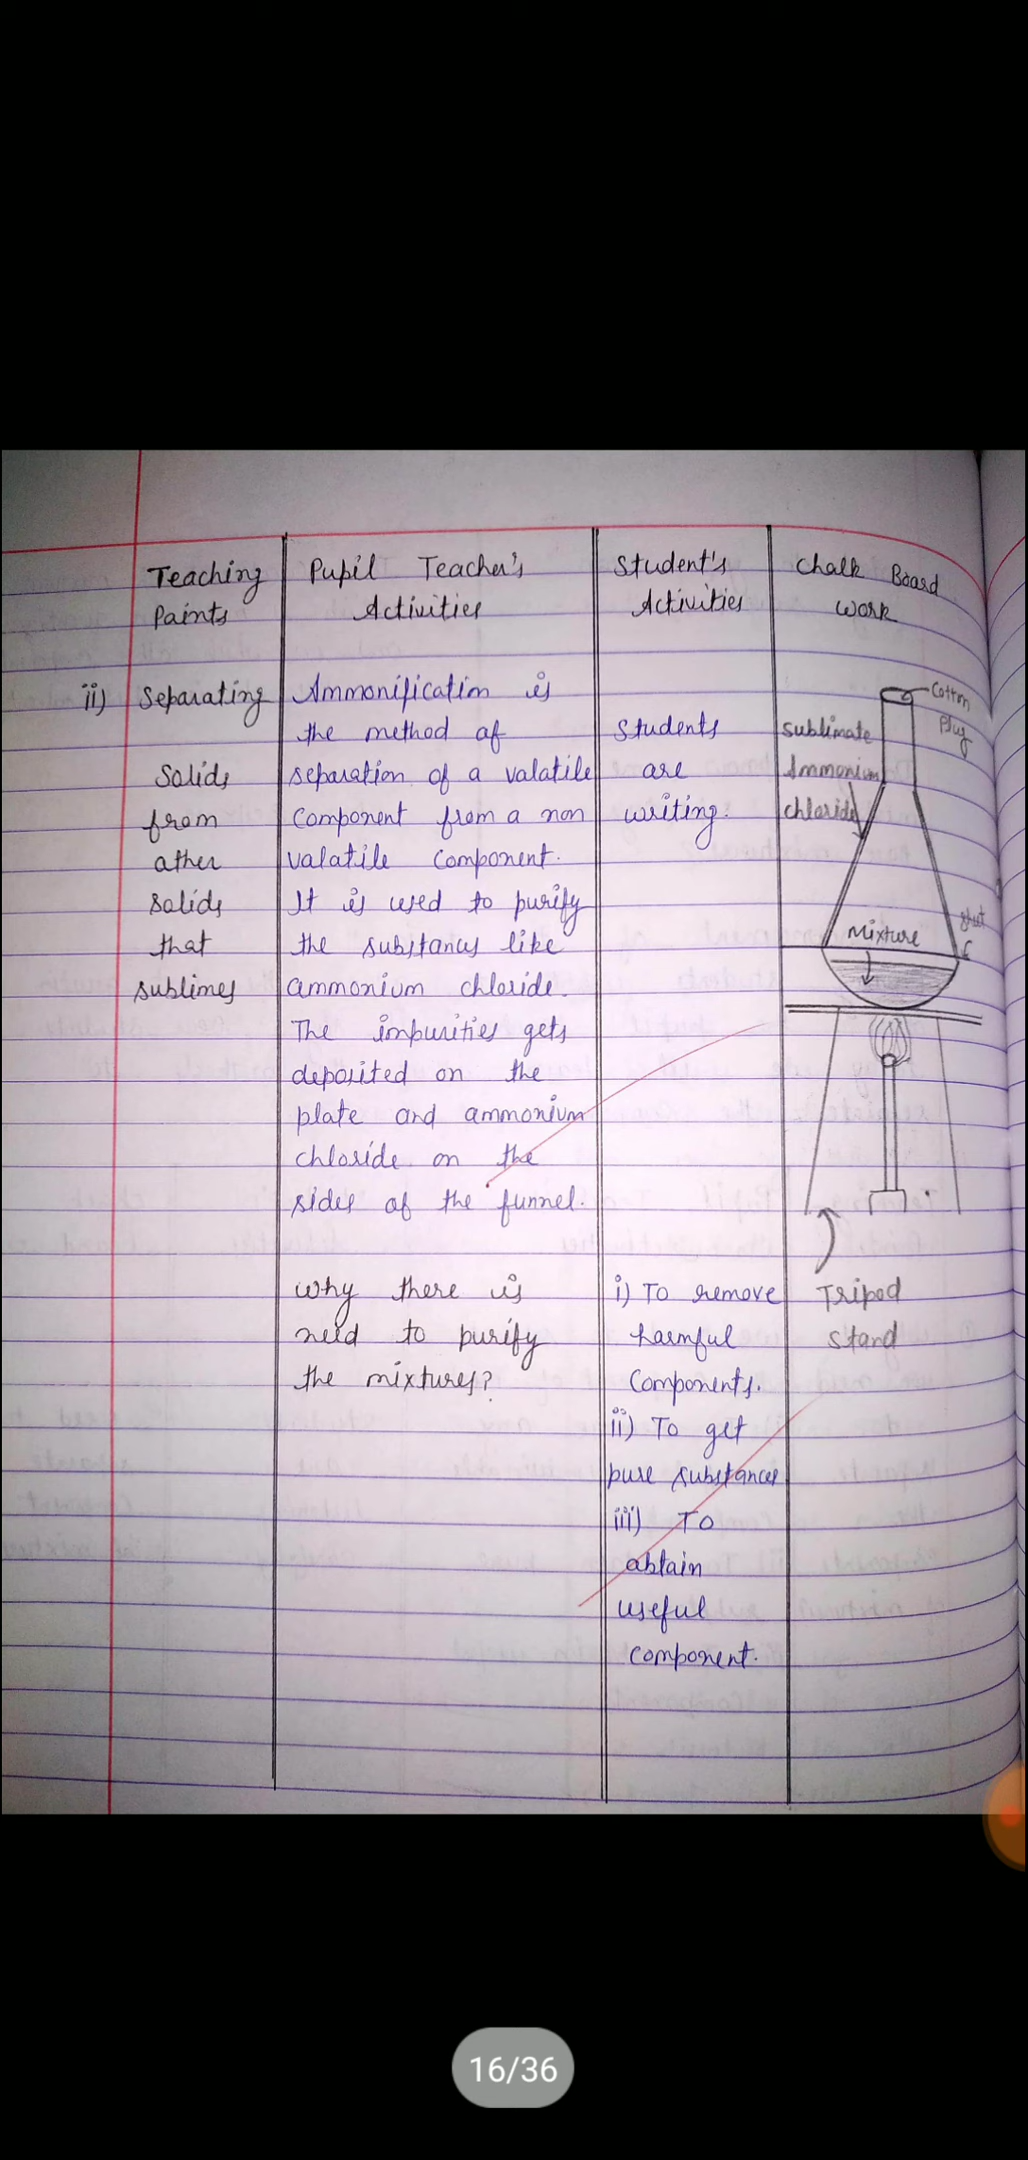 Teaching
Points
Pupil Teacher's
Activities
Student's
Activities
Chalk Board
work
ii) Separating
Solids
from
other
solids
that
sublimes
Ammonification is
the method of
separation of a valatile
component from a non
valatile component.
It is used to purify
the substances like
ammonium chloride.
The impurities gets
deposited on the
plate and ammonium
chloride on the
sides of the funnel.
why there is
need to purify
the mixtures?
Students
are
writing.
i) To remove
harmful
components.
ii) To get
pure substances
iii) To
obtain
useful
component.
Cotton
Plug
sublimate
Ammonium
chloride
Mixture
Tripod
stand
16/36